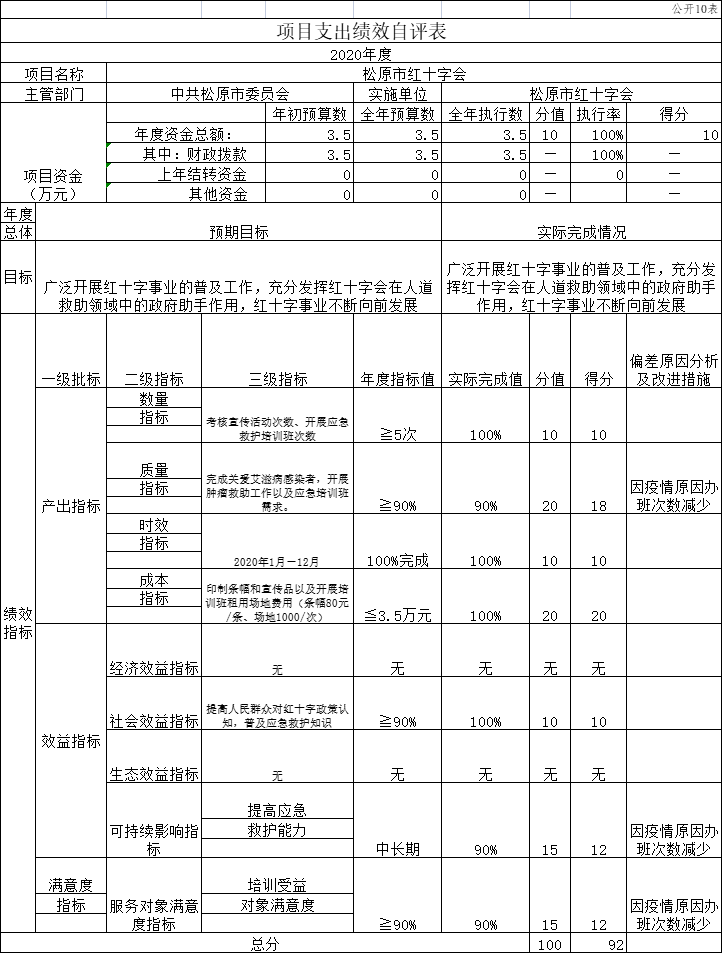 公开10表
项目支出绩效自评表
2020年度
项目名称 松原市红十字会
主管部门 中共松原市委员会 实施单位 松原市红十字会
项目资金
（万元）
年初预算数 全年预算数 全年执行数 分值 执行率 得分
年度资金总额： 3.5 3.5 3.5 10 100% 10
其中：财政拨款 3.5 3.5 3.5 － 100% －
上年结转资金 0 0 0 － 0 －
其他资金 0 0 0 － －
年度
总体
目标
预期目标 实际完成情况
广泛开展红十字事业的普及工作，充分发挥红十字会在人道
救助领域中的政府助手作用，红十字事业不断向前发展
广泛开展红十字事业的普及工作，充分发
挥红十字会在人道救助领域中的政府助手
作用，红十字事业不断向前发展
绩效
指标
一级批标 二级指标 三级指标 年度指标值 实际完成值 分值 得分 偏差原因分析
及改进措施
产出指标
数量
指标
考核宣传活动次数、开展应急
救护培训班次数
≧5次 100% 10 10
质量
指标
完成关爱艾滋病感染者，开展
肿瘤救助工作以及应急培训班
需求。
≧90% 90% 20 18 因疫情原因办
班次数减少
时效
指标
2020年1月－12月 100%完成 100% 10 10
成本
指标
印制条幅和宣传品以及开展培
训班租用场地费用（条幅80元
/条、场地1000/次）
≦3.5万元 100% 20 20
效益指标
经济效益指标 无 无 无 无 无
社会效益指标 提高人民群众对红十字政策认
知，普及应急救护知识
≧90% 100% 10 10
生态效益指标 无 无 无 无 无
可持续影响指
标
提高应急
救护能力
中长期 90% 15 12 因疫情原因办
班次数减少
满意度
指标
服务对象满意
度指标
培训受益
对象满意度
≧90% 90% 15 12 因疫情原因办
班次数减少
总分 100 92